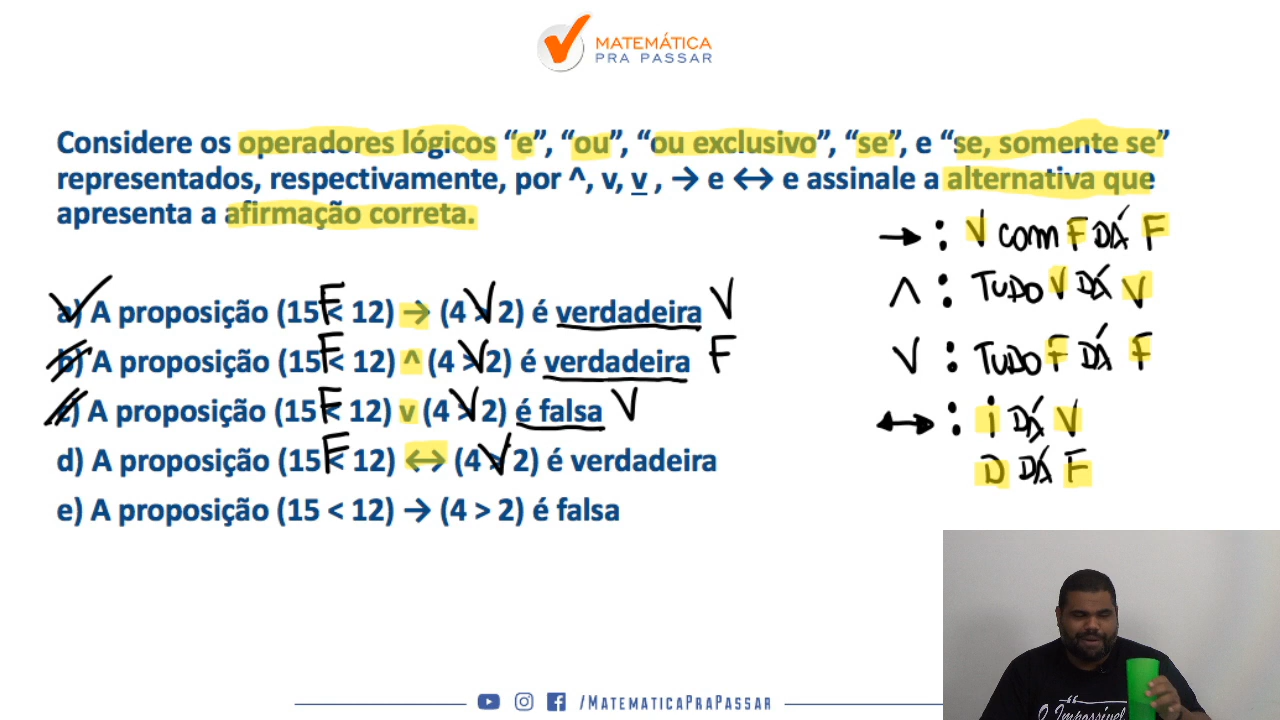 MATEMÁTICA
PRA PASSAR
Considere os operadores lógicos “e”, “ou”, “ou exclusivo”, “se”, e “se, somente se”
representados, respectivamente, por ^, v, v̲ , → e ↔ e assinale a alternativa que
apresenta a afirmação correta.
→ : V com F DÁ F
^ : TUDO V DÁ V
v : TUDO F DÁ F
↔ : i DÁ V
D DÁ F
a) A proposição (15 < 12) → (4 > 2) é verdadeira V
F V
b) A proposição (15 < 12) ^ (4 > 2) é verdadeira F
F V
c) A proposição (15 < 12) v (4 > 2) é falsa V
F V
d) A proposição (15 < 12) ↔ (4 > 2) é verdadeira
F V
e) A proposição (15 < 12) → (4 > 2) é falsa
O Impossível
/MatematicaPraPassar